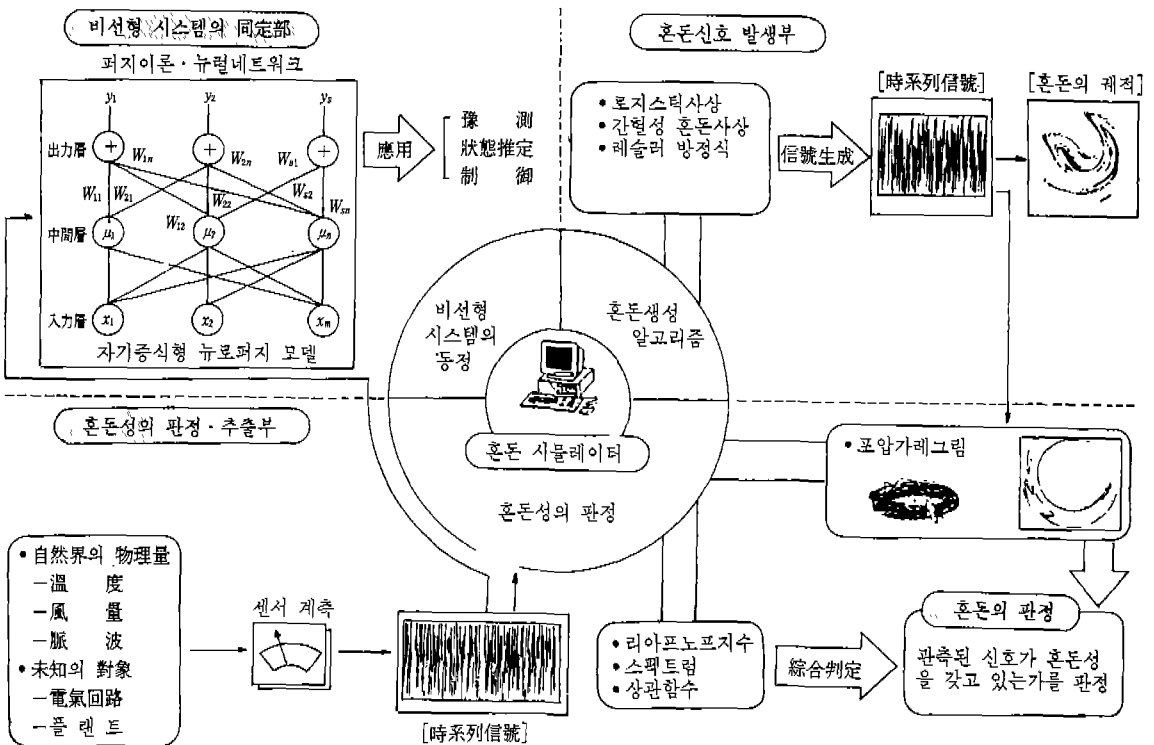 비선형 시스템의 同定部
퍼지이론 · 뉴럴네트워크
y1 y2 ys
出力層 + + +
W1n W2n Ws1
W11 W21 W22 Ws2 Wsn
W12
中間層 μ1 μ2 μn
入力層 x1 x2 xm
자기증식형 뉴로퍼지 모델
應用
豫 測
狀態推定
制 御
혼돈신호 발생부
• 로지스틱사상
• 간헐성 혼돈사상
• 레슬러 방정식
信號生成
[時系列信號]
[혼돈의 궤적]
비선형
시스템의
동정
혼돈생성
알고리즘
혼돈 시뮬레이터
혼돈성의 판정
혼돈성의 판정 · 추출부
• 自然界의 物理量
－溫 度
－風 量
－脈 波
• 未知의 對象
－電氣回路
－플 랜 트
센서 계측
[時系列信號]
• 포앙가레그림
• 리아프노프지수
• 스펙트럼
• 상관함수
綜合判定
혼돈의 판정
관측된 신호가 혼돈성
을 갖고 있는가를 판정